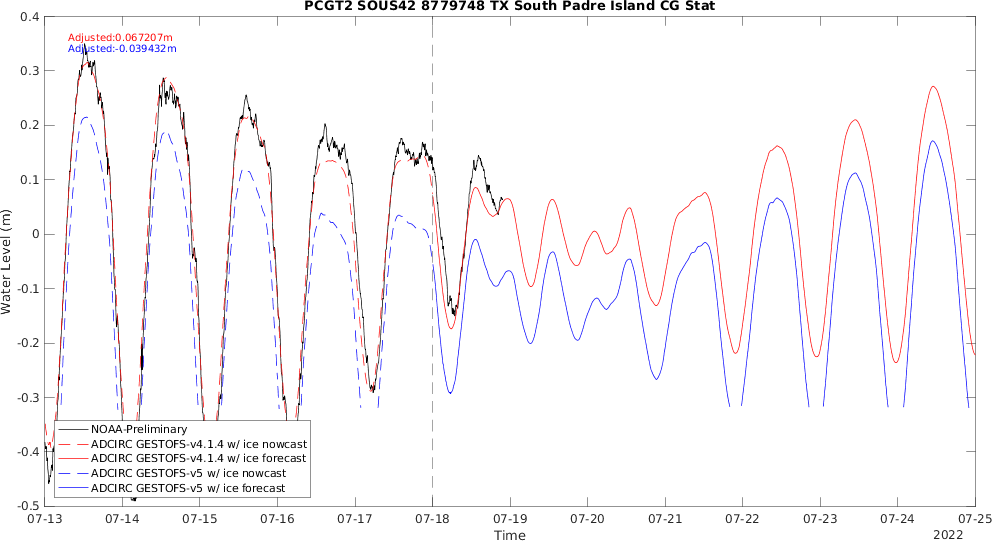 PCGT2 SOUS42 8779748 TX South Padre Island CG Stat
Adjusted:0.067207m
Adjusted:-0.039432m
0.4
0.3
0.2
0.1
0
-0.1
-0.2
-0.3
-0.4
-0.5
Water Level (m)
NOAA-Preliminary
ADCIRC GESTOFS-v4.1.4 w/ ice nowcast
ADCIRC GESTOFS-v4.1.4 w/ ice forecast
ADCIRC GESTOFS-v5 w/ ice nowcast
ADCIRC GESTOFS-v5 w/ ice forecast
07-13 07-14 07-15 07-16 07-17 07-18 07-19 07-20 07-21 07-22 07-23 07-24 07-25
Time
2022